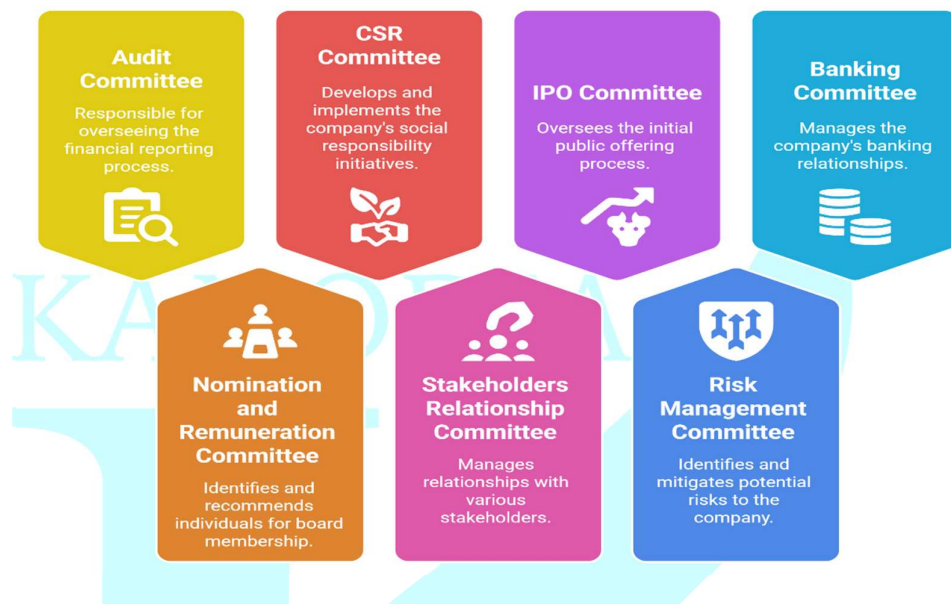 Audit
Committee
Responsible for
overseeing the
financial reporting
process.
CSR
Committee
Develops and
implements the
company's social
responsibility
initiatives.
IPO Committee
Oversees the initial
public offering
process.
Banking
Committee
Manages the
company's banking
relationships.
Nomination
and
Remuneration
Committee
Identifies and
recommends
individuals for board
membership.
Stakeholders
Relationship
Committee
Manages
relationships with
various
stakeholders.
Risk
Management
Committee
Identifies and
mitigates potential
risks to the
company.